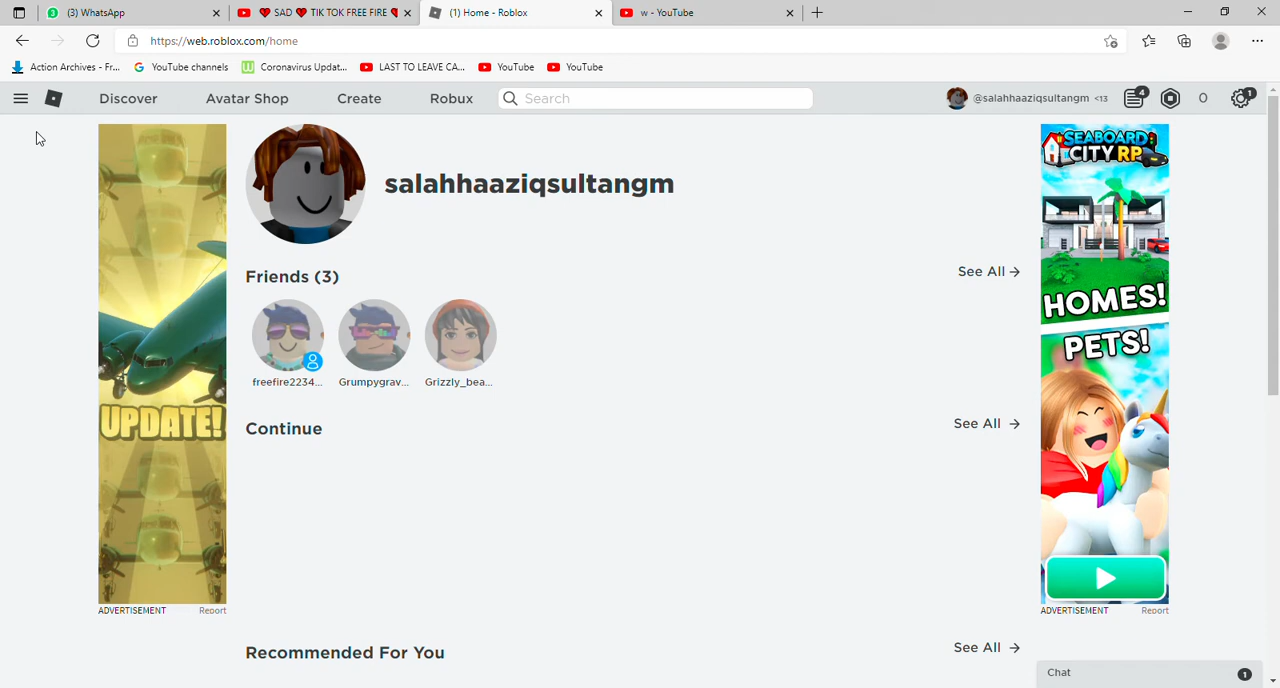 (3) WhatsApp
SAD ❤ TIK TOK FREE FIRE
(1) Home - Roblox
w - YouTube
https://web.roblox.com/home
Action Archives - Fr...
YouTube channels
Coronavirus Updat...
LAST TO LEAVE CA...
YouTube
YouTube
Discover
Avatar Shop
Create
Robux
Search
@salahhaaziqsultangm <13
4
0
1
salahhaaziqsultangm
Friends (3)
See All →
freefire2234...
Grumpygrav...
Grizzly_bea...
Continue
See All →
Recommended For You
See All →
UPDATE!
ADVERTISEMENT
Report
SEABOARD
CITY RP
HOMES!
PETS!
ADVERTISEMENT
Report
Chat
1